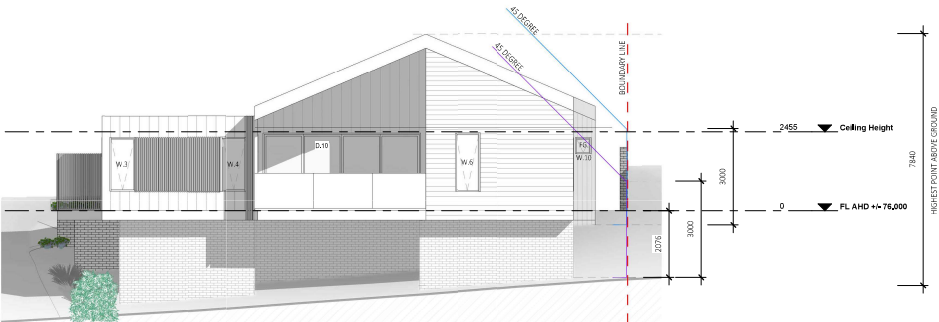 45 DEGREE
45 DEGREE
BOUNDARY LINE
2455 Ceiling Height
W.3
W.4
D.10
W.6
FG
W.10
0 FL AHD +/- 76,000
2076
3000
3000
7840
HIGHEST POINT ABOVE GROUND